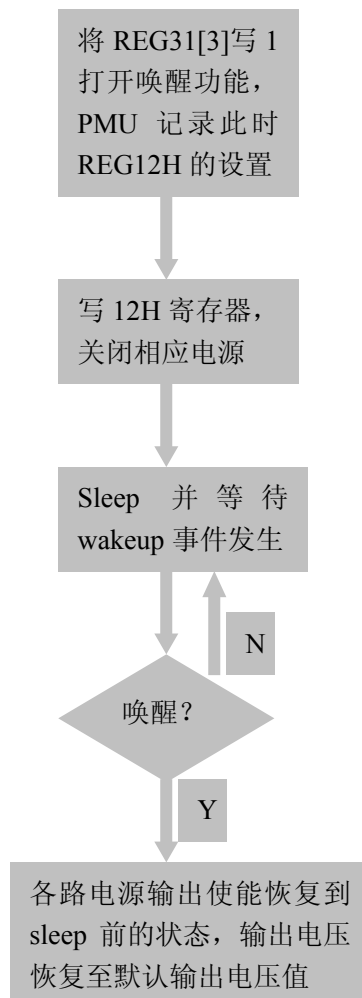 将 REG31[3]写 1
打开唤醒功能，
PMU 记录此时
REG12H 的设置
写 12H 寄存器，
关闭相应电源
Sleep 并等待
wakeup 事件发生
N
唤醒？
Y
各路电源输出使能恢复到
sleep 前的状态，输出电压
恢复至默认输出电压值